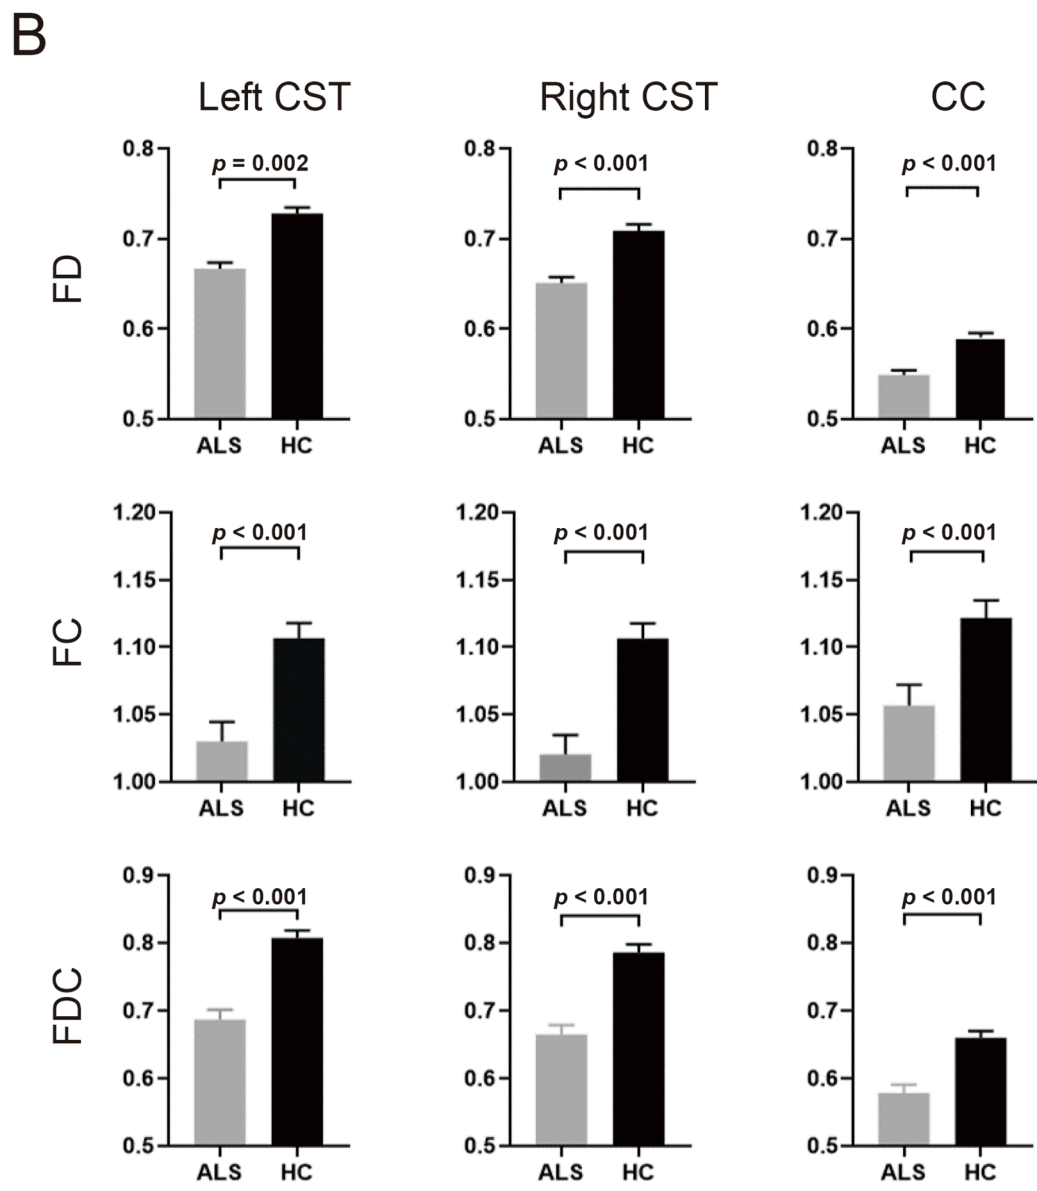 B
Left CST Right CST CC
FD
0.8 p = 0.002 0.8 p < 0.001 0.8 p < 0.001
0.7 0.7 0.7
0.6 0.6 0.6
0.5 0.5 0.5
ALS HC ALS HC ALS HC
FC
1.20 p < 0.001 1.20 p < 0.001 1.20 p < 0.001
1.15 1.15 1.15
1.10 1.10 1.10
1.05 1.05 1.05
1.00 1.00 1.00
ALS HC ALS HC ALS HC
FDC
0.9 p < 0.001 0.9 p < 0.001 0.9 p < 0.001
0.8 0.8 0.8
0.7 0.7 0.7
0.6 0.6 0.6
0.5 0.5 0.5
ALS HC ALS HC ALS HC